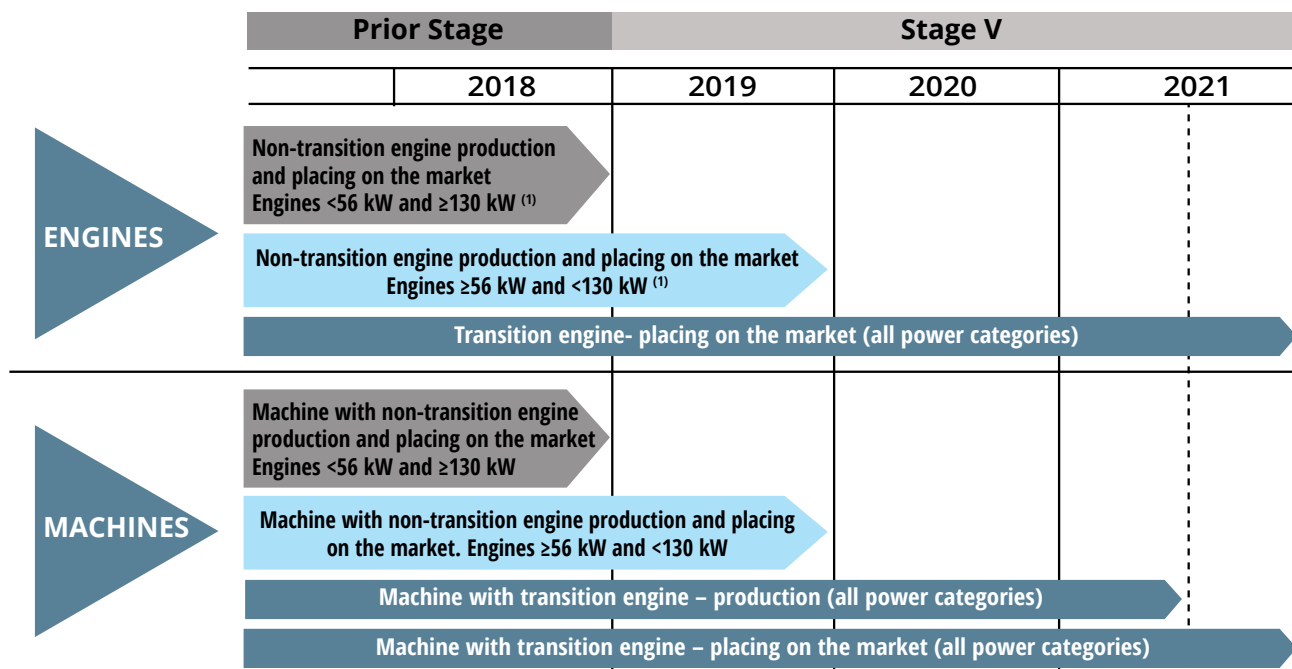 Prior Stage
Stage V
2018
2019
2020
2021
ENGINES
Non-transition engine production
and placing on the market
Engines <56 kW and ≥130 kW (1)
Non-transition engine production and placing on the market
Engines ≥56 kW and <130 kW (1)
Transition engine- placing on the market (all power categories)
MACHINES
Machine with non-transition engine
production and placing on the market
Engines <56 kW and ≥130 kW
Machine with non-transition engine production and placing
on the market. Engines ≥56 kW and <130 kW
Machine with transition engine – production (all power categories)
Machine with transition engine – placing on the market (all power categories)